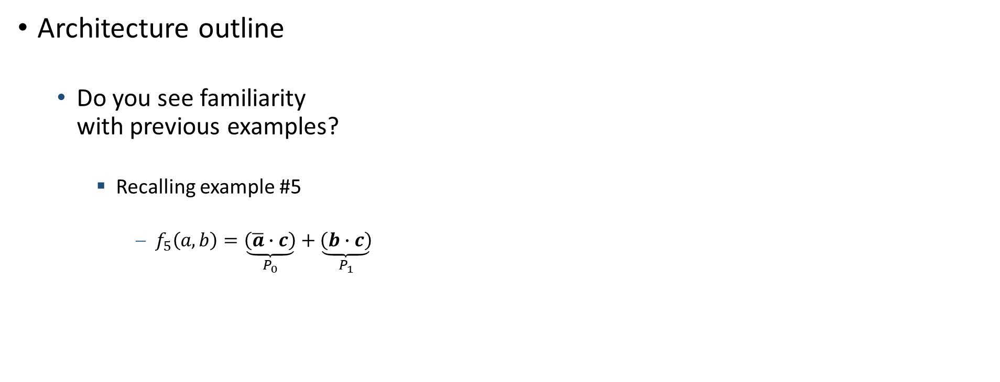 • Architecture outline
• Do you see familiarity
with previous examples?
▪ Recalling example #5
– f₅(a, b) = (a̅ · c) + (b · c)
P₀ P₁